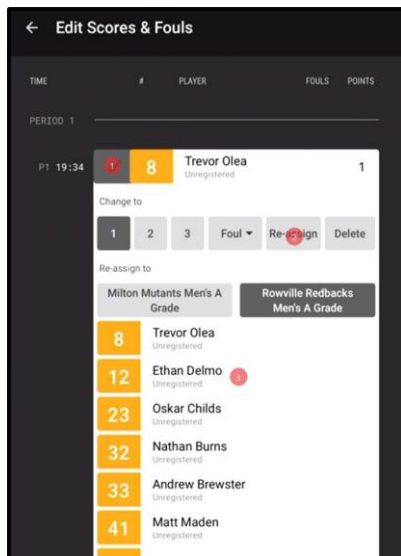 ← Edit Scores & Fouls
TIME # PLAYER FOULS POINTS
PERIOD 1
P1 19:34 1 8 Trevor Olea 1
Unregistered
Change to
1 2 3 Foul Re-assign Delete
2
Re-assign to
Milton Mutants Men's A
Grade
Rowville Redbacks
Men's A Grade
8 Trevor Olea
Unregistered
12 Ethan Delmo 3
Unregistered
23 Oskar Childs
Unregistered
32 Nathan Burns
Unregistered
33 Andrew Brewster
Unregistered
41 Matt Maden
Unregistered